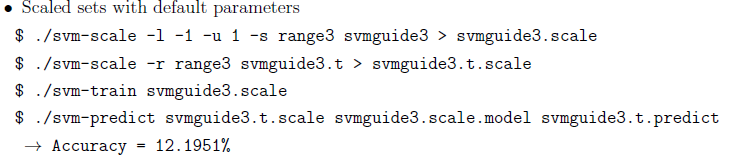 • Scaled sets with default parameters
$ ./svm-scale -l -1 -u 1 -s range3 svmguide3 > svmguide3.scale
$ ./svm-scale -r range3 svmguide3.t > svmguide3.t.scale
$ ./svm-train svmguide3.scale
$ ./svm-predict svmguide3.t.scale svmguide3.scale.model svmguide3.t.predict
→ Accuracy = 12.1951%